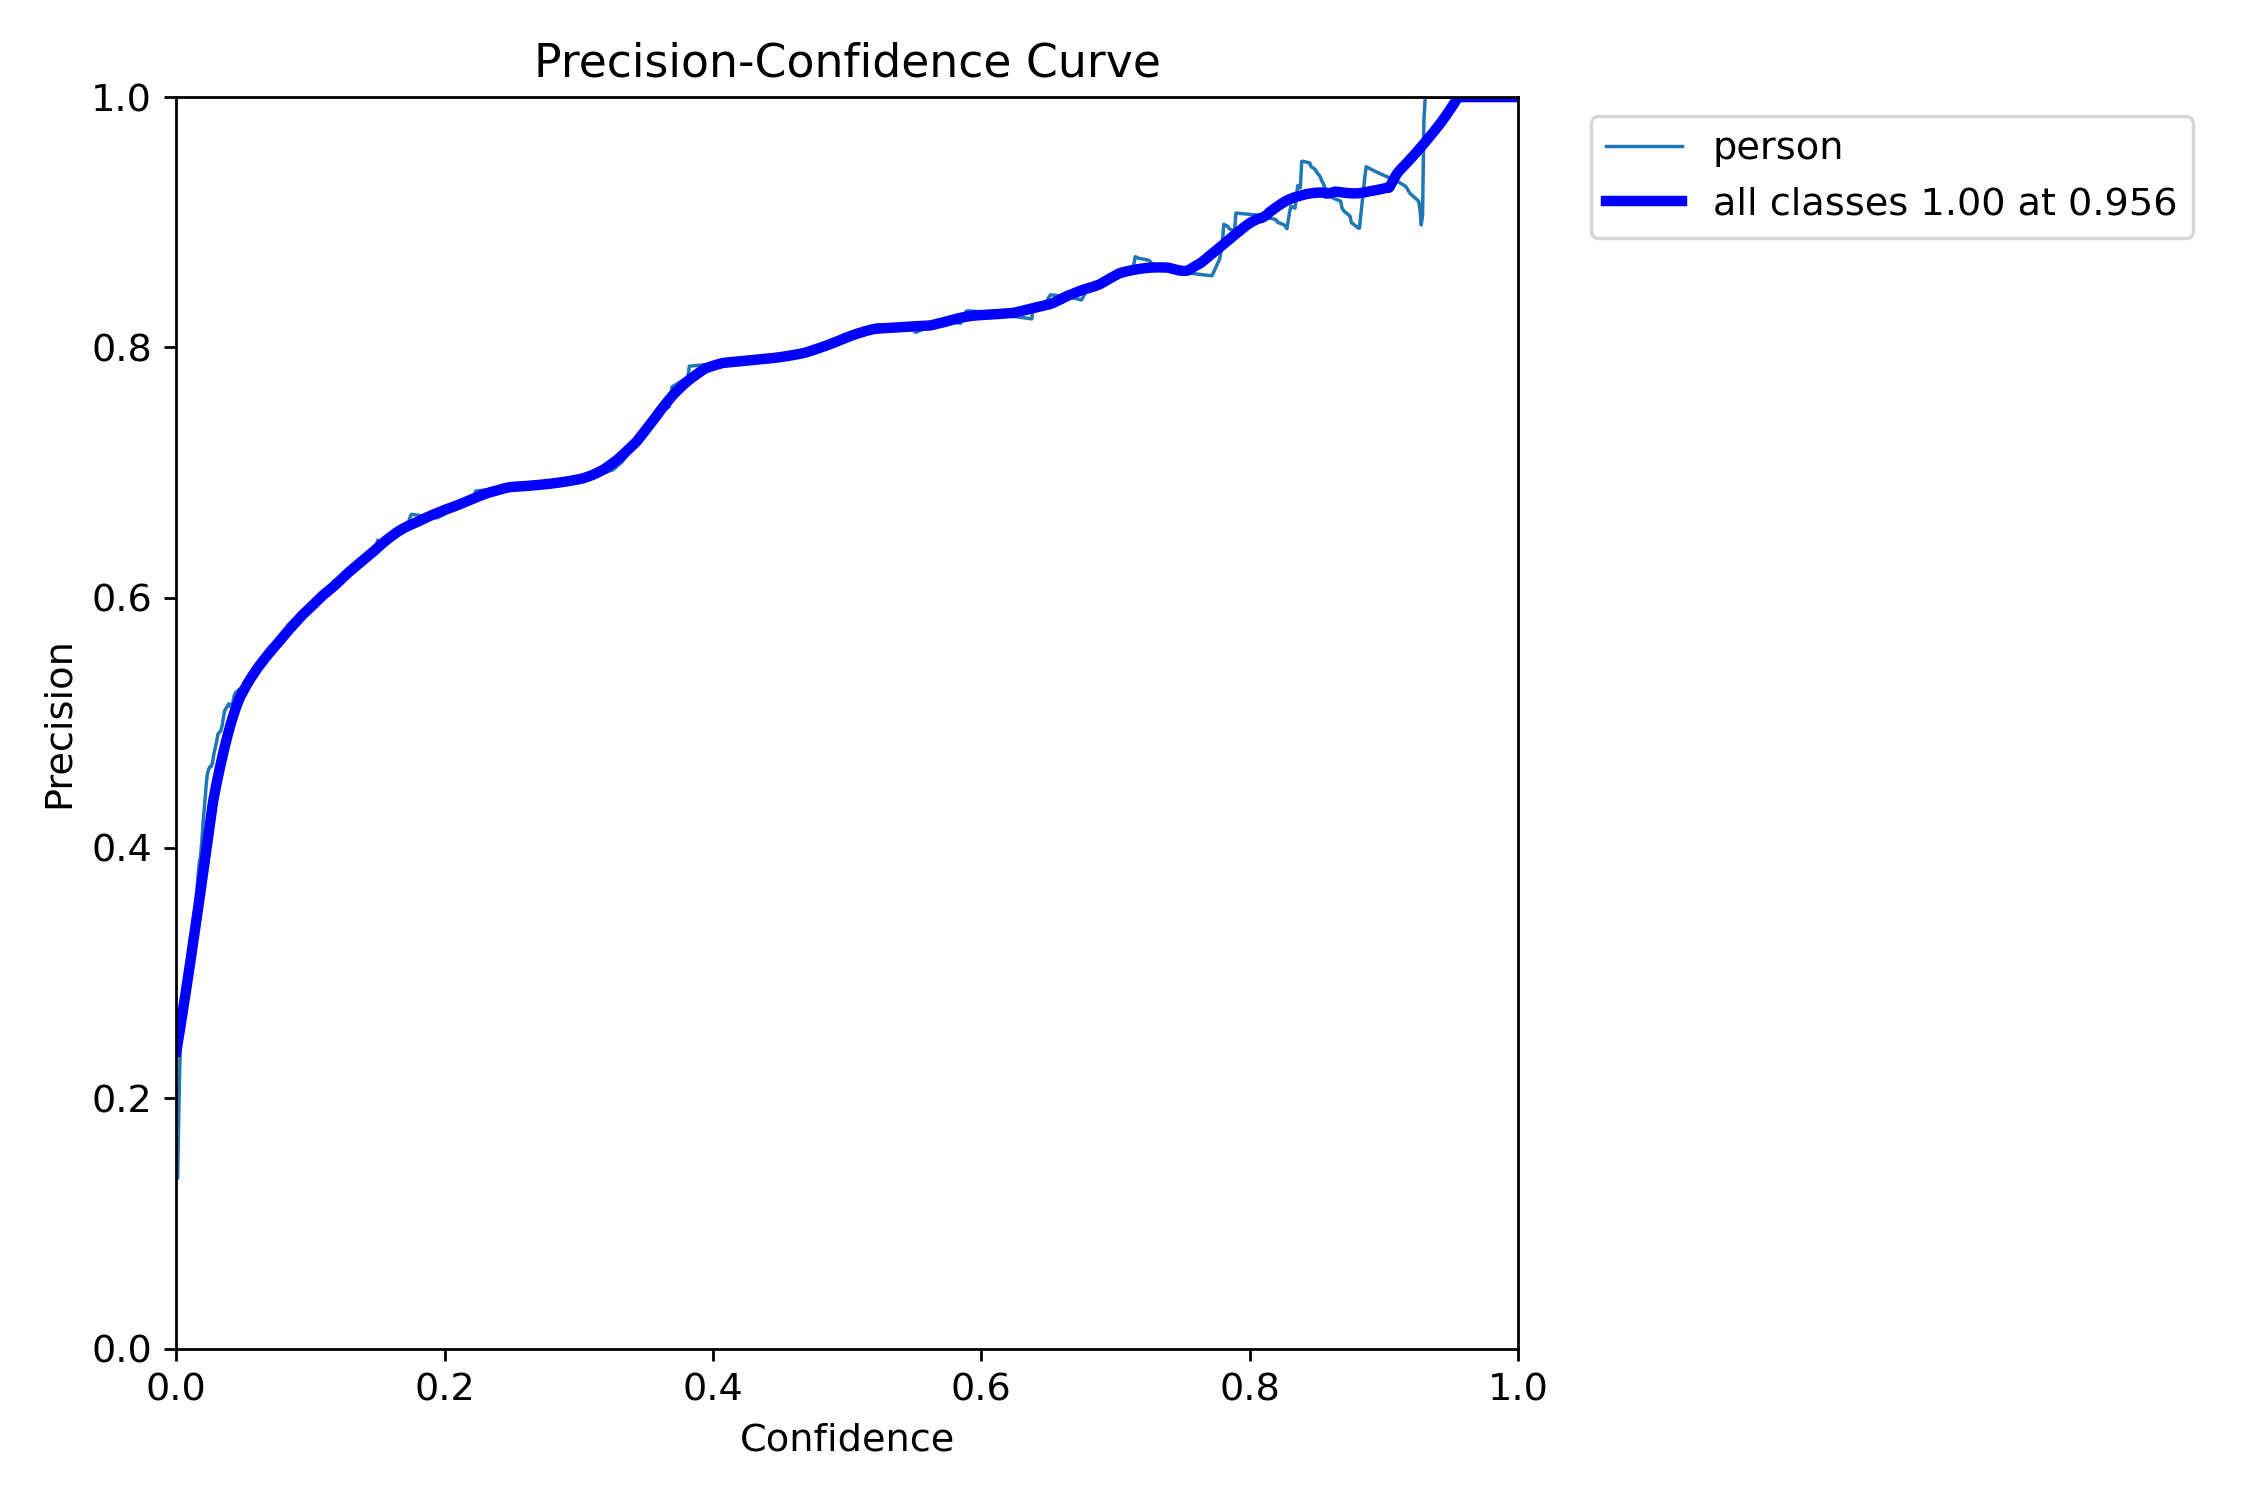 Precision-Confidence Curve
1.0
0.8
0.6
0.4
0.2
0.0
Precision
0.0 0.2 0.4 0.6 0.8 1.0
Confidence
person
all classes 1.00 at 0.956